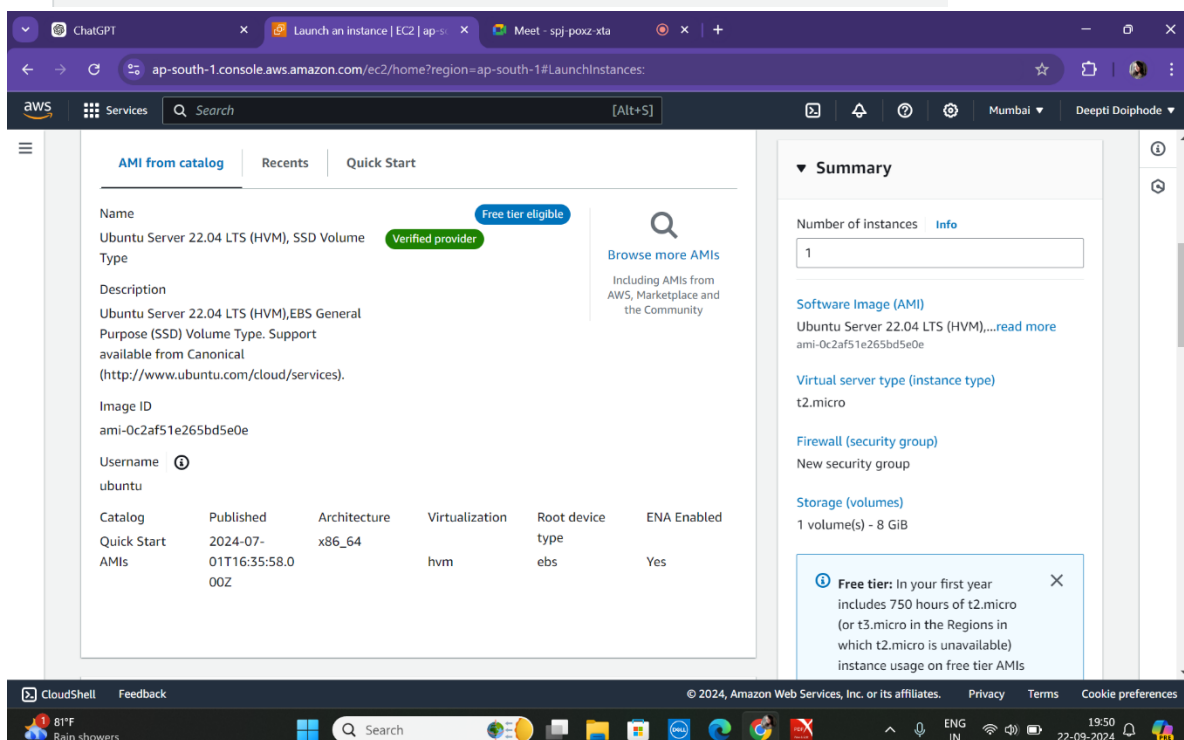 ChatGPT
Launch an instance | EC2 | ap-s
Meet - spj-poxz-xta
ap-south-1.console.aws.amazon.com/ec2/home?region=ap-south-1#LaunchInstances:
aws
Services
Search
[Alt+S]
Mumbai
Deepti Doiphode
AMI from catalog
Recents
Quick Start
Name
Free tier eligible
Ubuntu Server 22.04 LTS (HVM), SSD Volume
Type
Verified provider
Description
Ubuntu Server 22.04 LTS (HVM),EBS General
Purpose (SSD) Volume Type. Support
available from Canonical
(http://www.ubuntu.com/cloud/services).
Image ID
ami-0c2af51e265bd5e0e
Username
ubuntu
Catalog
Published
Architecture
Virtualization
Root device
type
ENA Enabled
Quick Start
AMIs
2024-07-
01T16:35:58.0
00Z
x86_64
hvm
ebs
Yes
Browse more AMIs
Including AMIs from
AWS, Marketplace and
the Community
Summary
Number of instances
Info
1
Software Image (AMI)
Ubuntu Server 22.04 LTS (HVM),...read more
ami-0c2af51e265bd5e0e
Virtual server type (instance type)
t2.micro
Firewall (security group)
New security group
Storage (volumes)
1 volume(s) - 8 GiB
Free tier: In your first year
includes 750 hours of t2.micro
(or t3.micro in the Regions in
which t2.micro is unavailable)
instance usage on free tier AMIs
CloudShell
Feedback
© 2024, Amazon Web Services, Inc. or its affiliates.
Privacy
Terms
Cookie preferences
1
81°F
Rain showers
Search
DELL
PDF
ENG
IN
19:50
22-09-2024
PRE